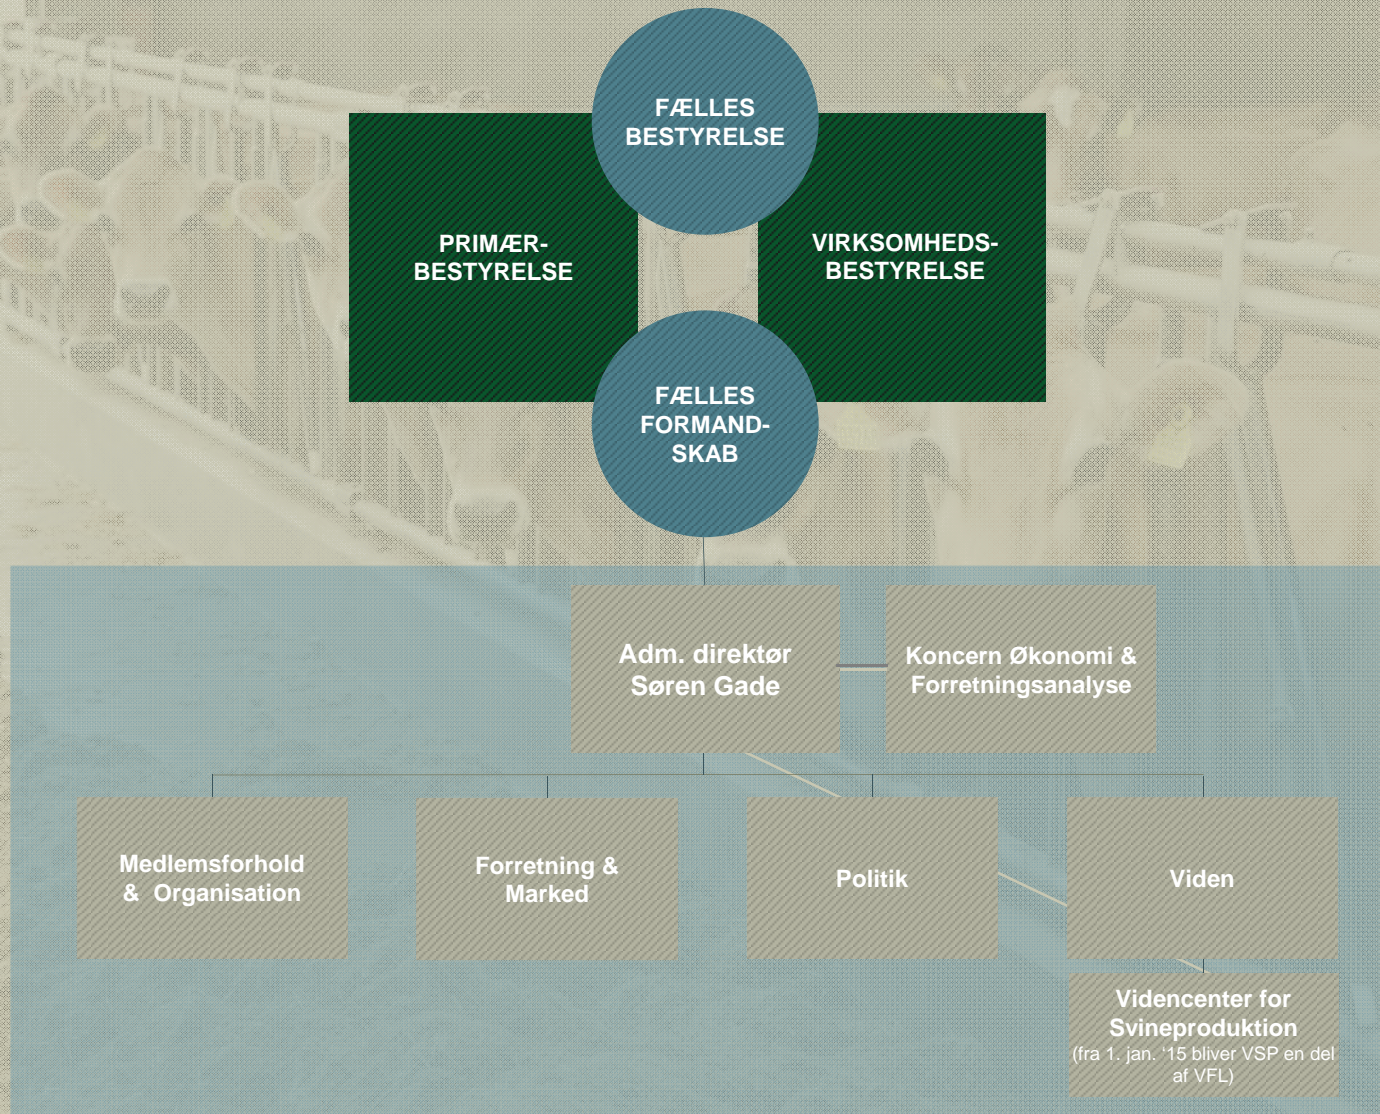 FÆLLES
BESTYRELSE
PRIMÆR-
BESTYRELSE
VIRKSOMHEDS-
BESTYRELSE
FÆLLES
FORMAND-
SKAB
Adm. direktør
Søren Gade
Koncern Økonomi &
Forretningsanalyse
Medlemsforhold
& Organisation
Forretning &
Marked
Politik
Viden
Videncenter for
Svineproduktion
(fra 1. jan. '15 bliver VSP en del
af VFL)